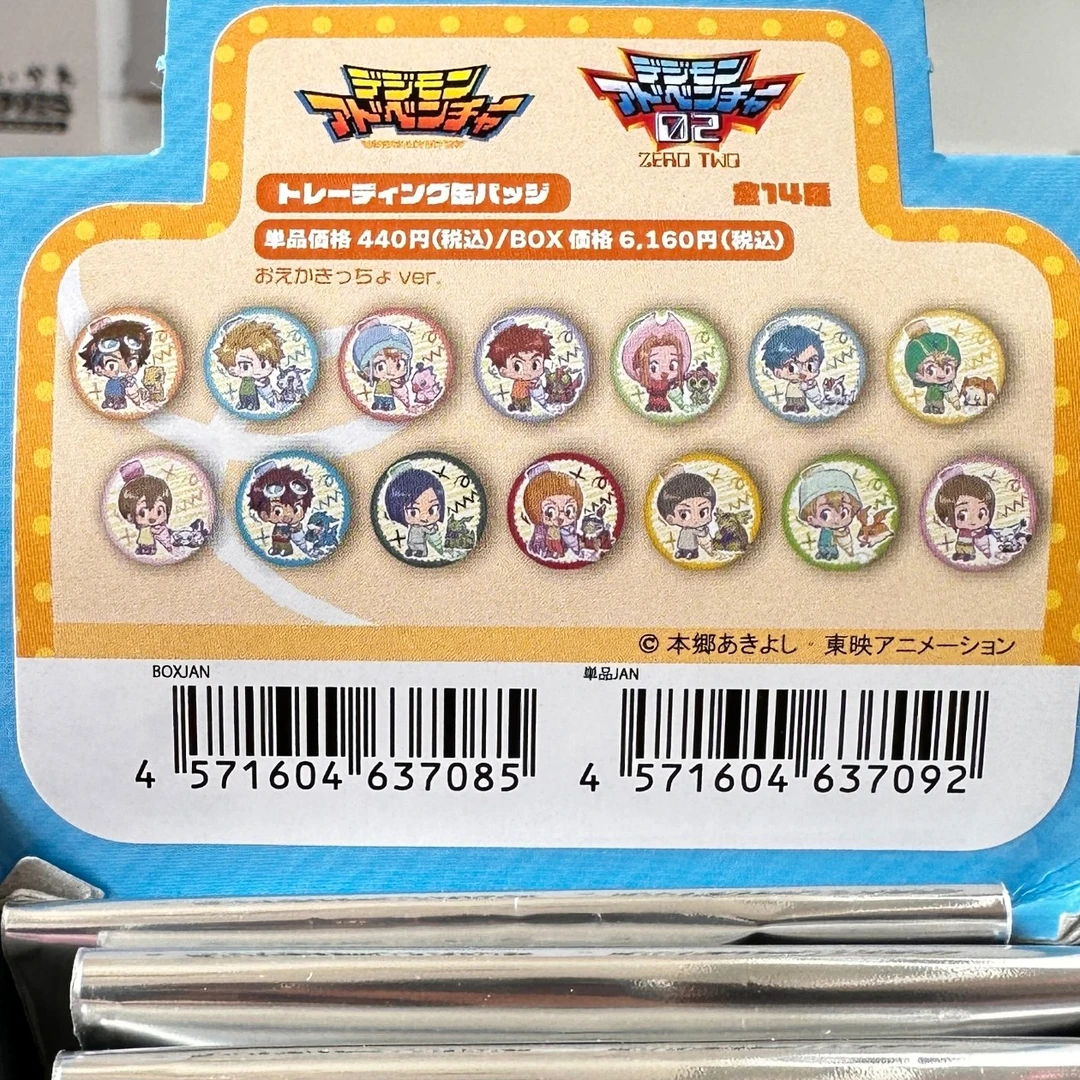 デジモン
アドベンチャー
デジモン
アドベンチャー
02
ZERO TWO
トレーディング缶バッジ
全14種
単品価格 440円(税込)/BOX 価格 6,160円(税込)
おえかきっちょ ver.
© 本郷あきよし・東映アニメーション
BOXJAN
4 571604 637085
単品JAN
4 571604 637092